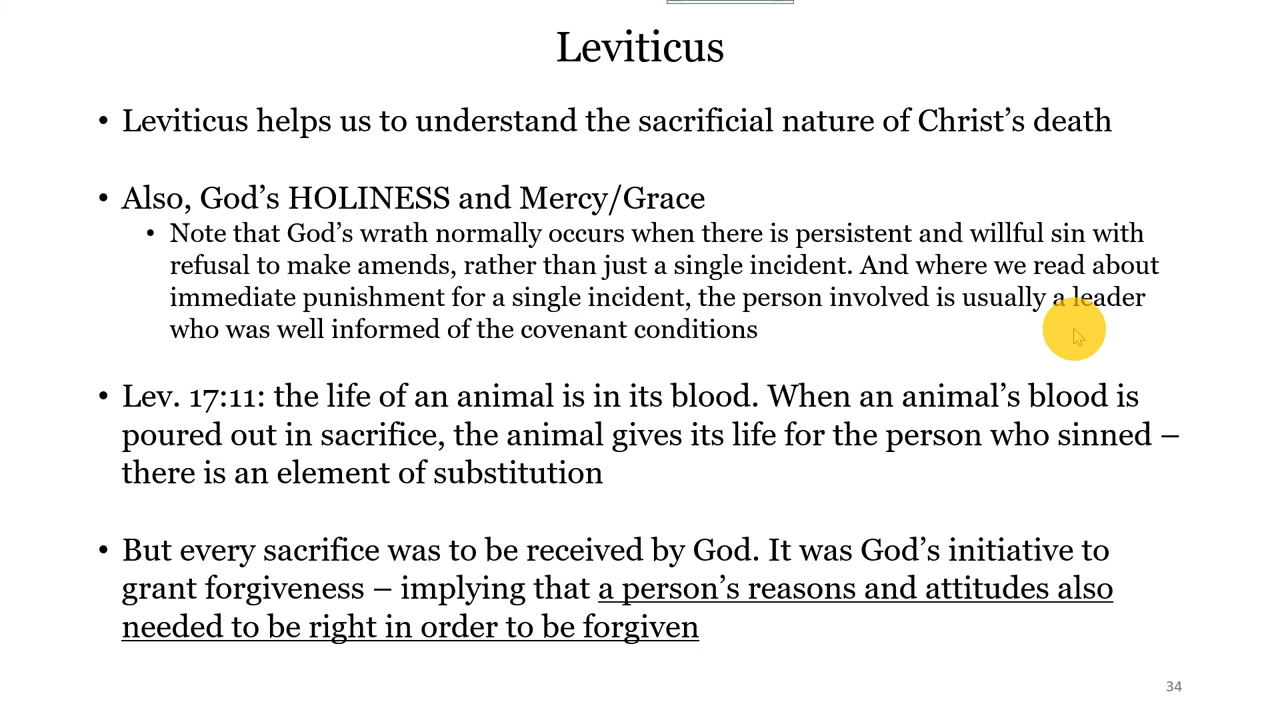 Leviticus
• Leviticus helps us to understand the sacrificial nature of Christ’s death
• Also, God’s HOLINESS and Mercy/Grace
• Note that God’s wrath normally occurs when there is persistent and willful sin with
refusal to make amends, rather than just a single incident. And where we read about
immediate punishment for a single incident, the person involved is usually a leader
who was well informed of the covenant conditions
• Lev. 17:11: the life of an animal is in its blood. When an animal’s blood is
poured out in sacrifice, the animal gives its life for the person who sinned –
there is an element of substitution
• But every sacrifice was to be received by God. It was God’s initiative to
grant forgiveness – implying that a person’s reasons and attitudes also
needed to be right in order to be forgiven
34